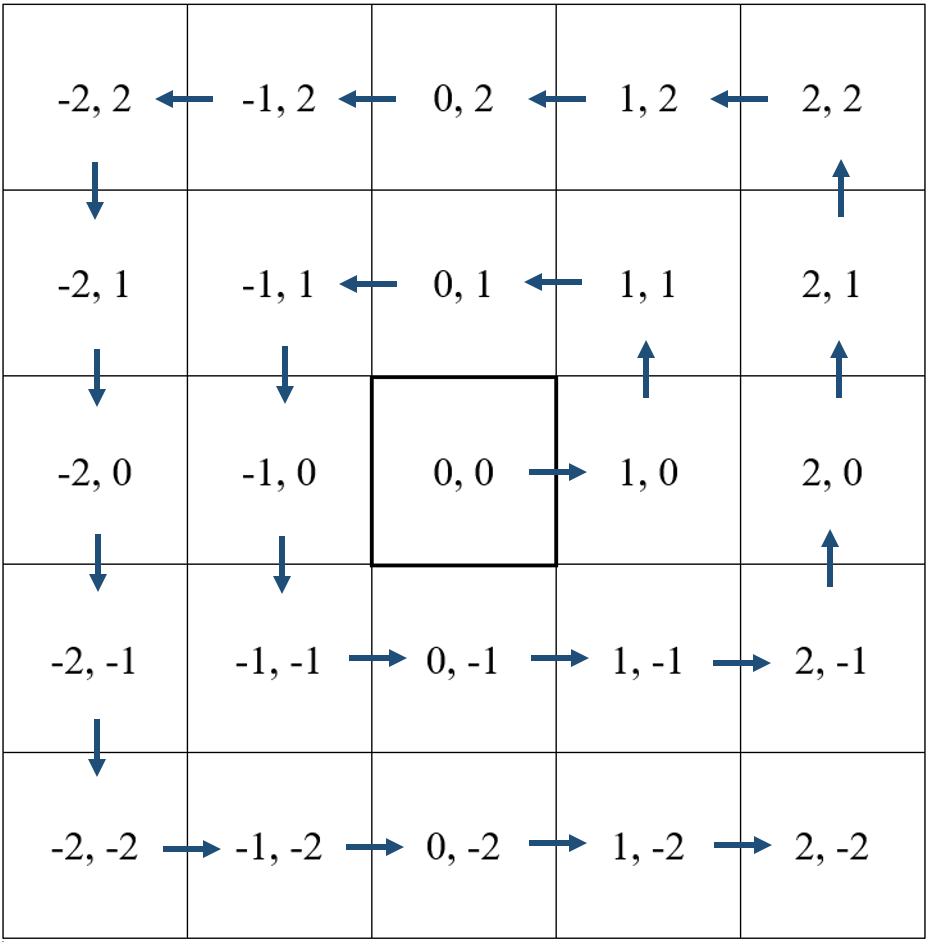 -2, 2 -1, 2 0, 2 1, 2 2, 2
-2, 1 -1, 1 0, 1 1, 1 2, 1
-2, 0 -1, 0 0, 0 1, 0 2, 0
-2, -1 -1, -1 0, -1 1, -1 2, -1
-2, -2 -1, -2 0, -2 1, -2 2, -2